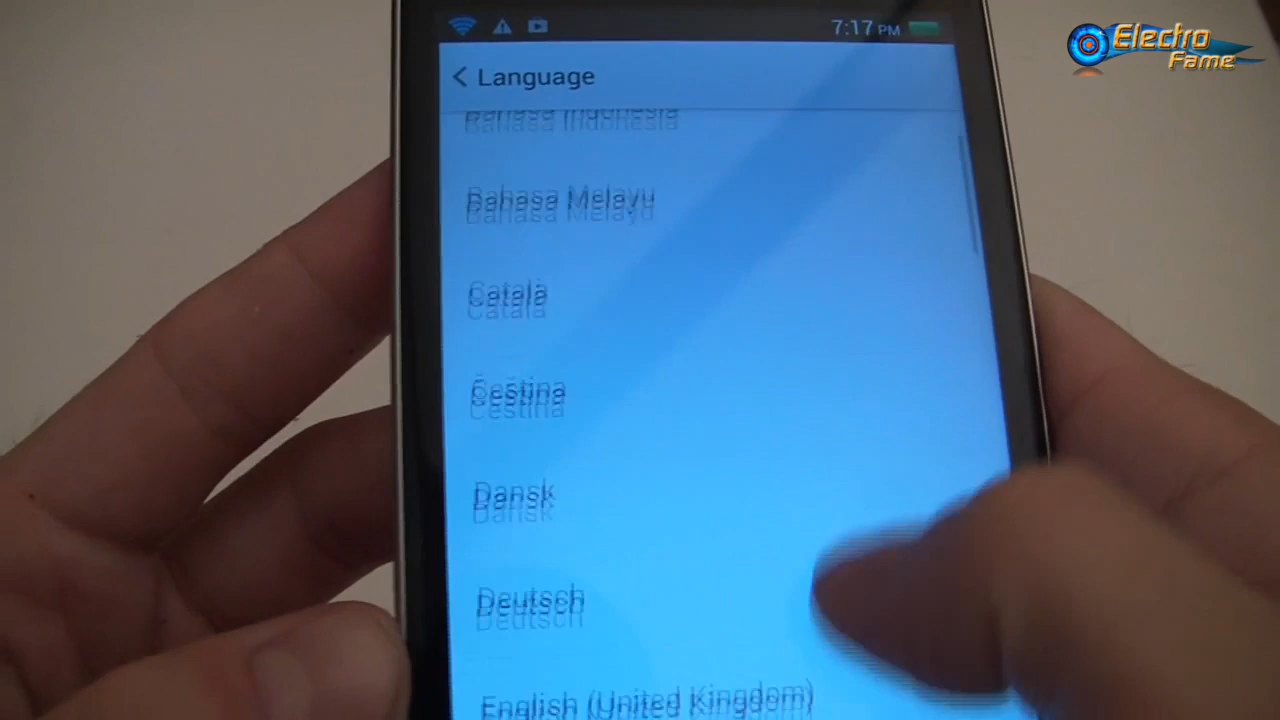 7:17 PM
Electro
Fame
Language
Bahasa Indonesia
Bahasa Melayu
Català
Čeština
Dansk
Deutsch
English (United Kingdom)